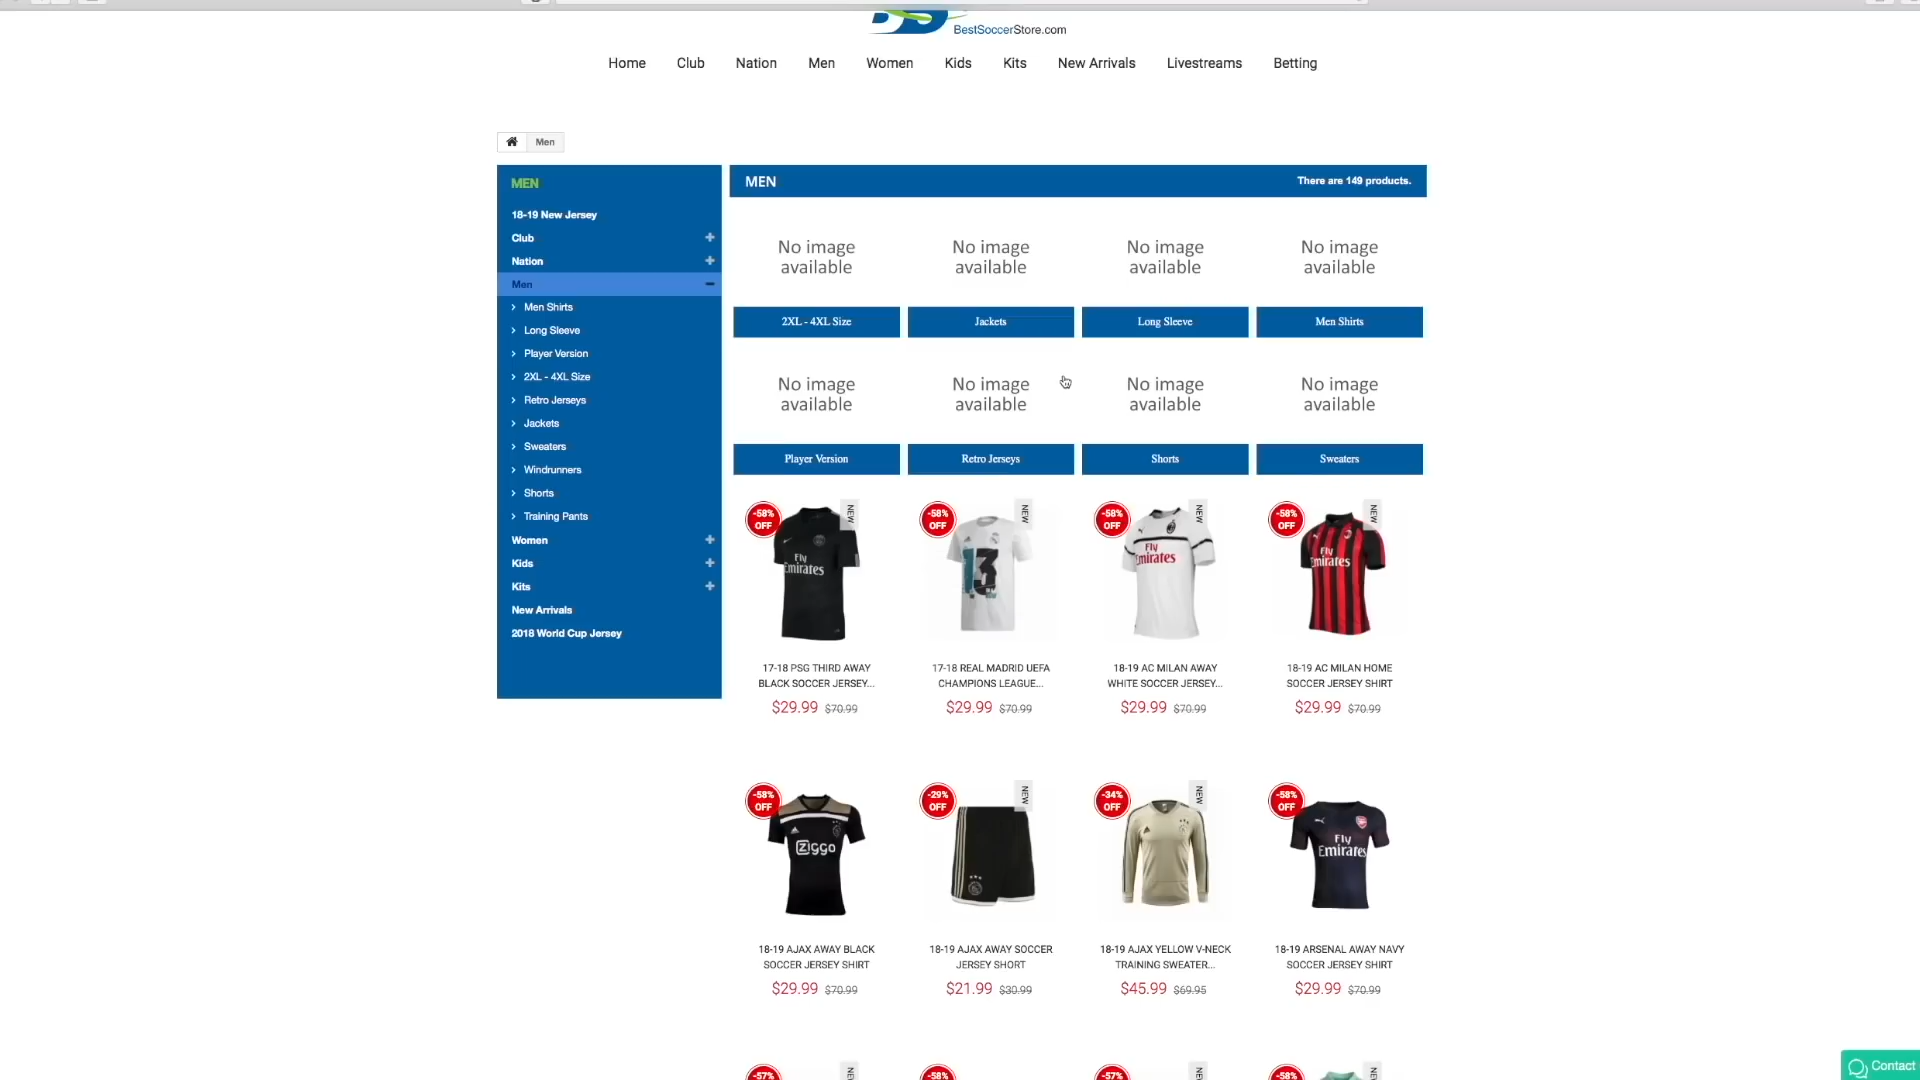 BestSoccerStore.com
Home Club Nation Men Women Kids Kits New Arrivals Livestreams Betting
Men
MEN
18-19 New Jersey
Club
Nation
Men
Men Shirts
Long Sleeve
Player Version
2XL - 4XL Size
Retro Jerseys
Jackets
Sweaters
Windrunners
Shorts
Training Pants
Women
Kids
Kits
New Arrivals
2018 World Cup Jersey
MEN There are 149 products.
No image No image No image No image
available available available available
2XL - 4XL Size Jackets Long Sleeve Men Shirts
No image No image No image No image
available available available available
Player Version Retro Jerseys Shorts Sweaters
-58% NEW -58% NEW -58% NEW -58% NEW
OFF OFF OFF OFF
Fly Emirates 13 Fly Emirates Fly Emirates
17-18 PSG THIRD AWAY 17-18 REAL MADRID UEFA 18-19 AC MILAN AWAY 18-19 AC MILAN HOME
BLACK SOCCER JERSEY... CHAMPIONS LEAGUE... WHITE SOCCER JERSEY... SOCCER JERSEY SHIRT
$29.99 $70.99 $29.99 $70.99 $29.99 $70.99 $29.99 $70.99
-58% -29% NEW -34% NEW -58%
OFF OFF OFF OFF
Ziggo Fly Emirates
18-19 AJAX AWAY BLACK 18-19 AJAX AWAY SOCCER 18-19 AJAX YELLOW V-NECK 18-19 ARSENAL AWAY NAVY
SOCCER JERSEY SHIRT JERSEY SHORT TRAINING SWEATER... SOCCER JERSEY SHIRT
$29.99 $70.99 $21.99 $30.99 $45.99 $69.95 $29.99 $70.99
-57% NEW -58% -57% NEW -58% NEW
Contact